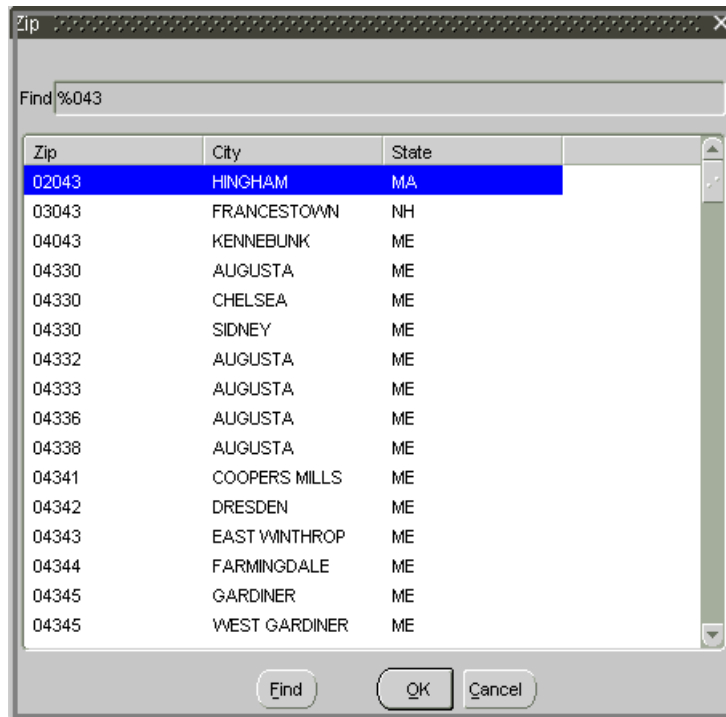 Zip
Find %043
Zip City State
02043 HINGHAM MA
03043 FRANCESTOWN NH
04043 KENNEBUNK ME
04330 AUGUSTA ME
04330 CHELSEA ME
04330 SIDNEY ME
04332 AUGUSTA ME
04333 AUGUSTA ME
04336 AUGUSTA ME
04338 AUGUSTA ME
04341 COOPERS MILLS ME
04342 DRESDEN ME
04343 EAST WINTHROP ME
04344 FARMINGDALE ME
04345 GARDINER ME
04345 WEST GARDINER ME
Find OK Cancel